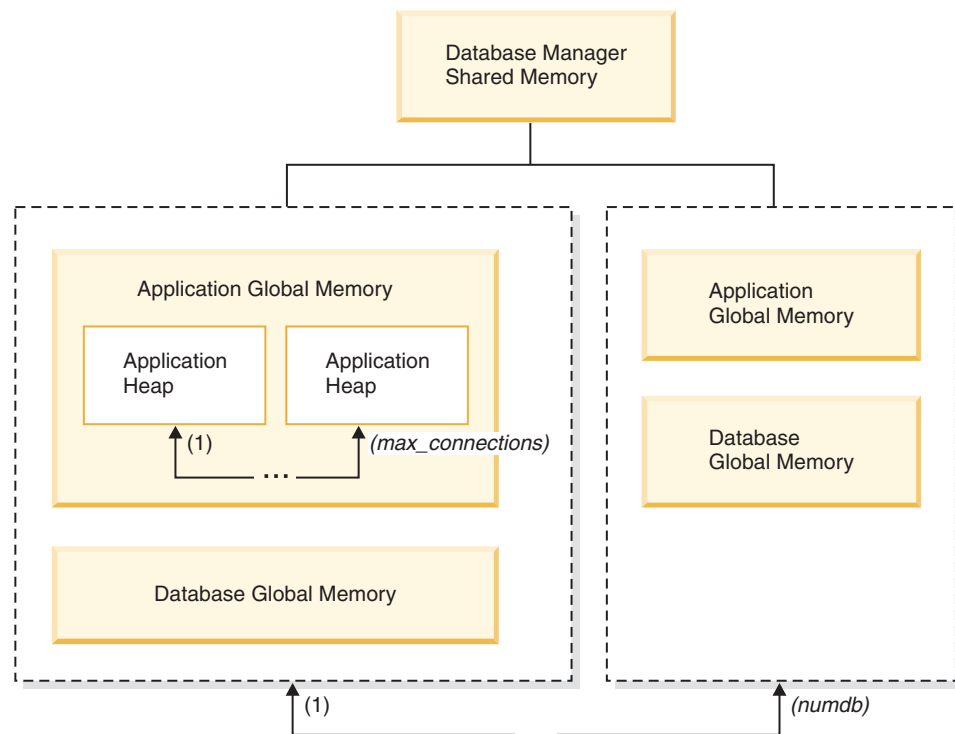 Database Manager
Shared Memory
Application Global Memory
Application
Heap
Application
Heap
(1)
...
(max_connections)
Database Global Memory
Application
Global Memory
Database
Global Memory
(1)
(numdb)